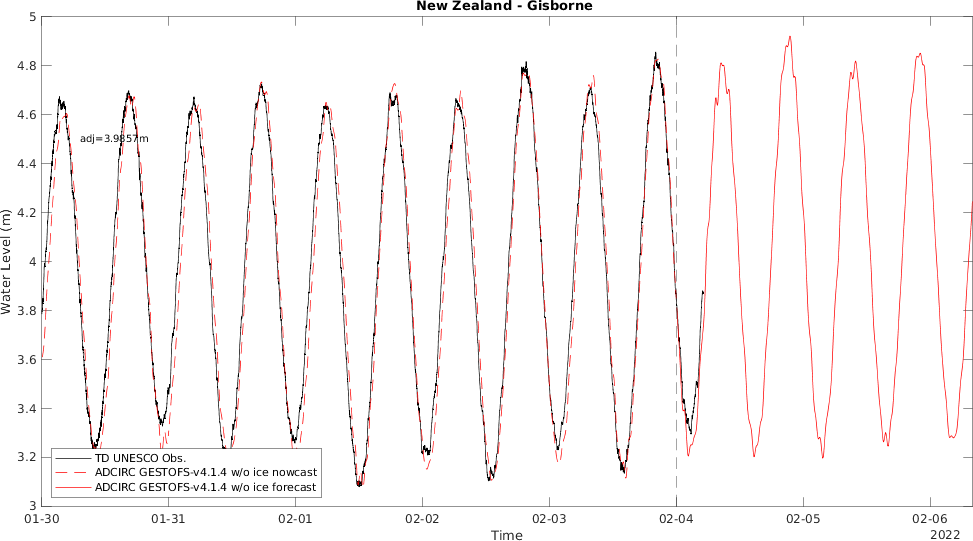 New Zealand - Gisborne
5
4.8
4.6
4.4
4.2
4
3.8
3.6
3.4
3.2
3
Water Level (m)
adj=3.9857m
TD UNESCO Obs.
ADCIRC GESTOFS-v4.1.4 w/o ice nowcast
ADCIRC GESTOFS-v4.1.4 w/o ice forecast
01-30 01-31 02-01 02-02 02-03 02-04 02-05 02-06
Time
2022